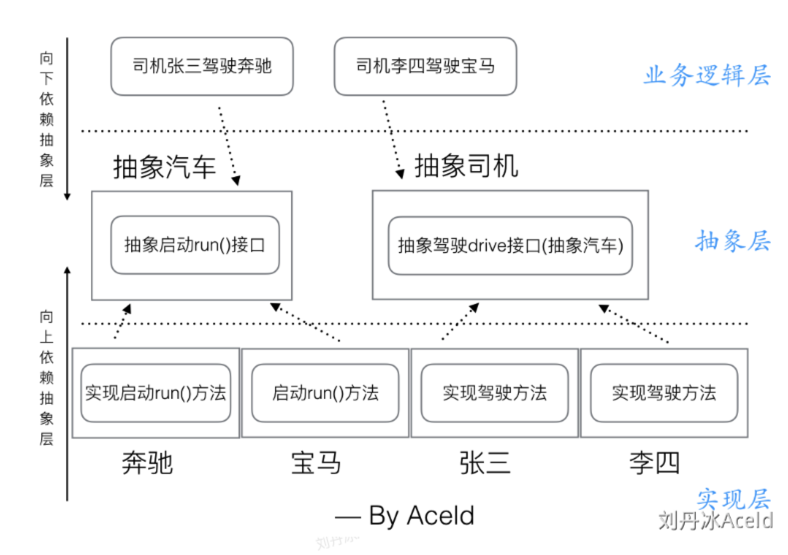 向下依赖抽象层
司机张三驾驶奔驰
司机李四驾驶宝马
业务逻辑层
抽象汽车
抽象司机
抽象启动run()接口
抽象驾驶drive接口(抽象汽车)
抽象层
向上依赖抽象层
实现启动run()方法
启动run()方法
实现驾驶方法
实现驾驶方法
奔驰
宝马
张三
李四
实现层
— By Aceld
刘丹冰Aceld
刘丹冰